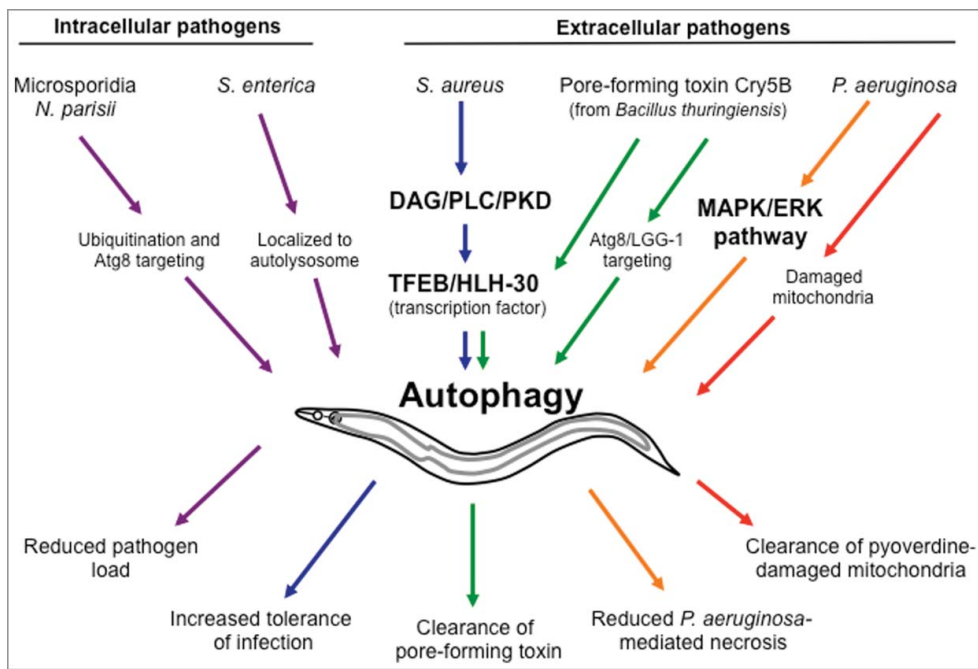 Intracellular pathogens
Extracellular pathogens
Microsporidia
N. parisii
S. enterica
S. aureus
Pore-forming toxin Cry5B
(from Bacillus thuringiensis)
P. aeruginosa
DAG/PLC/PKD
MAPK/ERK
pathway
Ubiquitination and
Atg8 targeting
Localized to
autolysosome
TFEB/HLH-30
(transcription factor)
Atg8/LGG-1
targeting
Damaged
mitochondria
Autophagy
Reduced pathogen
load
Increased tolerance
of infection
Clearance of
pore-forming toxin
Reduced P. aeruginosa-
mediated necrosis
Clearance of pyoverdine-
damaged mitochondria